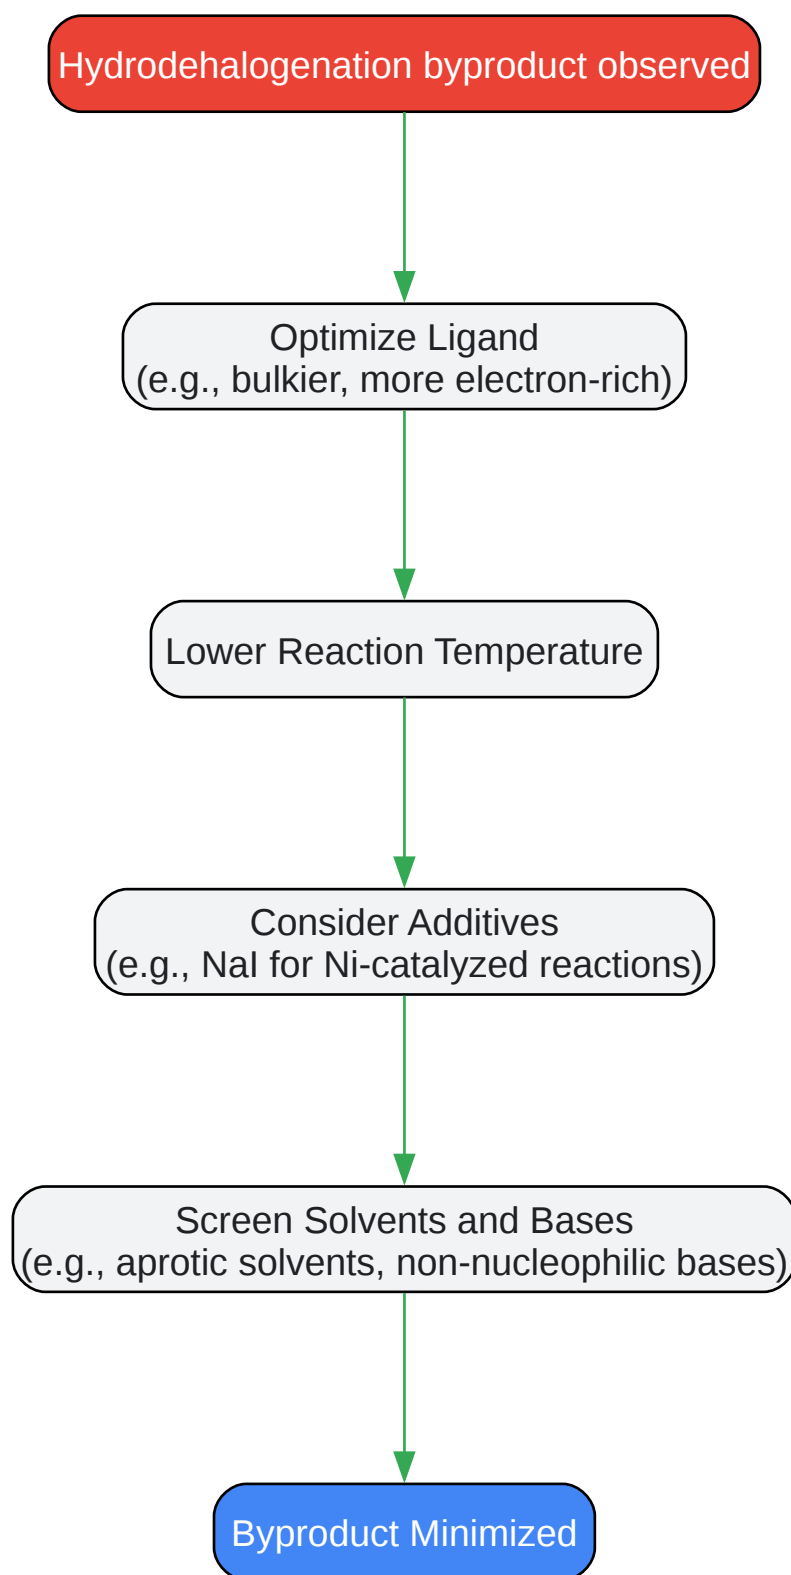 Hydrodehalogenation byproduct observed
Optimize Ligand
(e.g., bulkier, more electron-rich)
Lower Reaction Temperature
Consider Additives
(e.g., NaI for Ni-catalyzed reactions)
Screen Solvents and Bases
(e.g., aprotic solvents, non-nucleophilic bases)
Byproduct Minimized